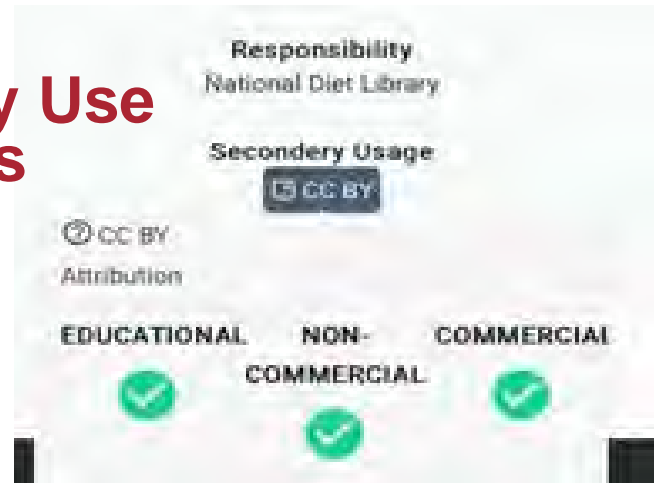 Responsibility
National Diet Library
y Use
s
Secondery Usage
CC BY
CC BY
Attribution
EDUCATIONAL NON- COMMERCIAL
COMMERCIAL